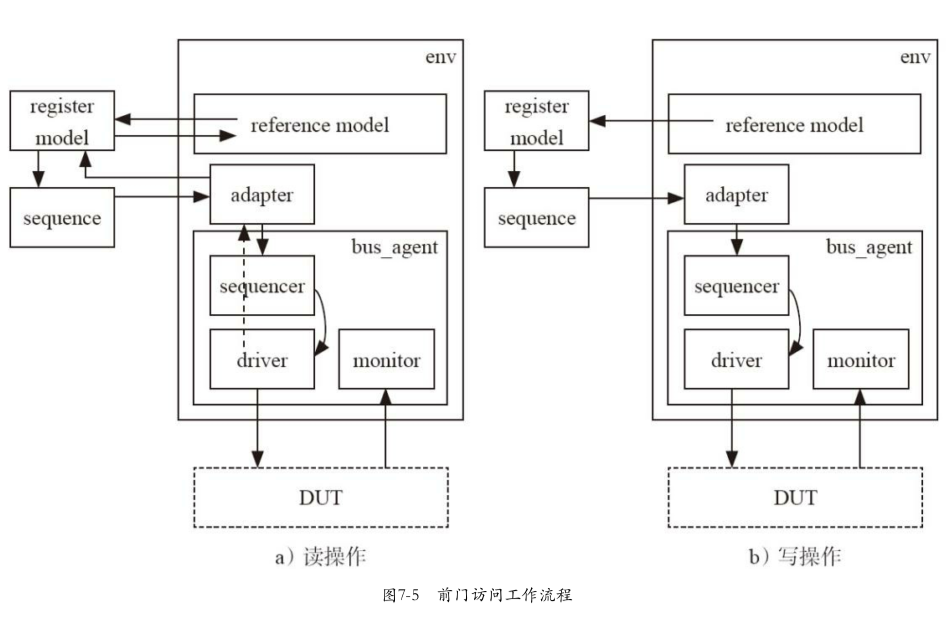 env
register
model
reference model
adapter
sequence
bus_agent
sequencer
driver
monitor
DUT
a）读操作
env
register
model
reference model
adapter
sequence
bus_agent
sequencer
driver
monitor
DUT
b）写操作
图7-5 前门访问工作流程